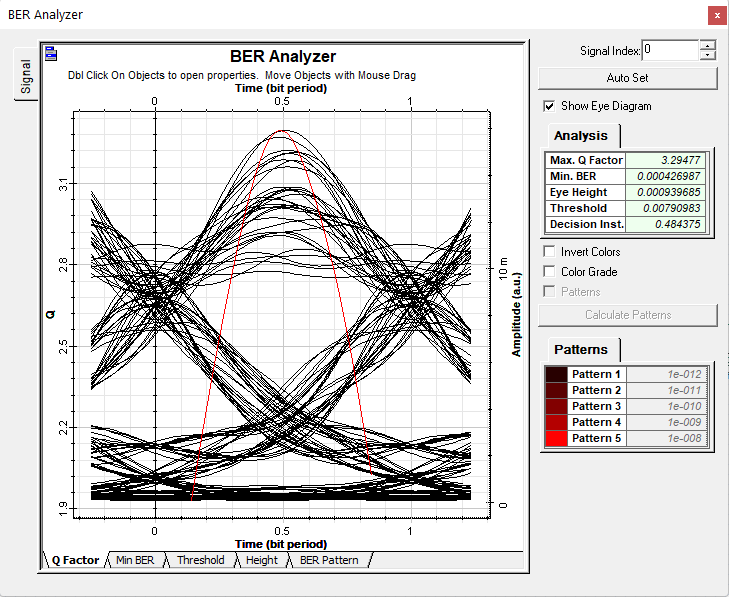 BER Analyzer
Signal
BER Analyzer
Dbl Click On Objects to open properties. Move Objects with Mouse Drag
Time (bit period)
0 0.5 1
3.1
2.8
2.5
2.2
1.9
Q
10 m
0
Amplitude (a.u.)
0 0.5 1
Time (bit period)
Q Factor Min BER Threshold Height BER Pattern
Signal Index: 0
Auto Set
Show Eye Diagram
Analysis
Max. Q Factor 3.29477
Min. BER 0.000426987
Eye Height 0.000939685
Threshold 0.00790983
Decision Inst. 0.484375
Invert Colors
Color Grade
Patterns
Calculate Patterns
Patterns
Pattern 1 1e-012
Pattern 2 1e-011
Pattern 3 1e-010
Pattern 4 1e-009
Pattern 5 1e-008